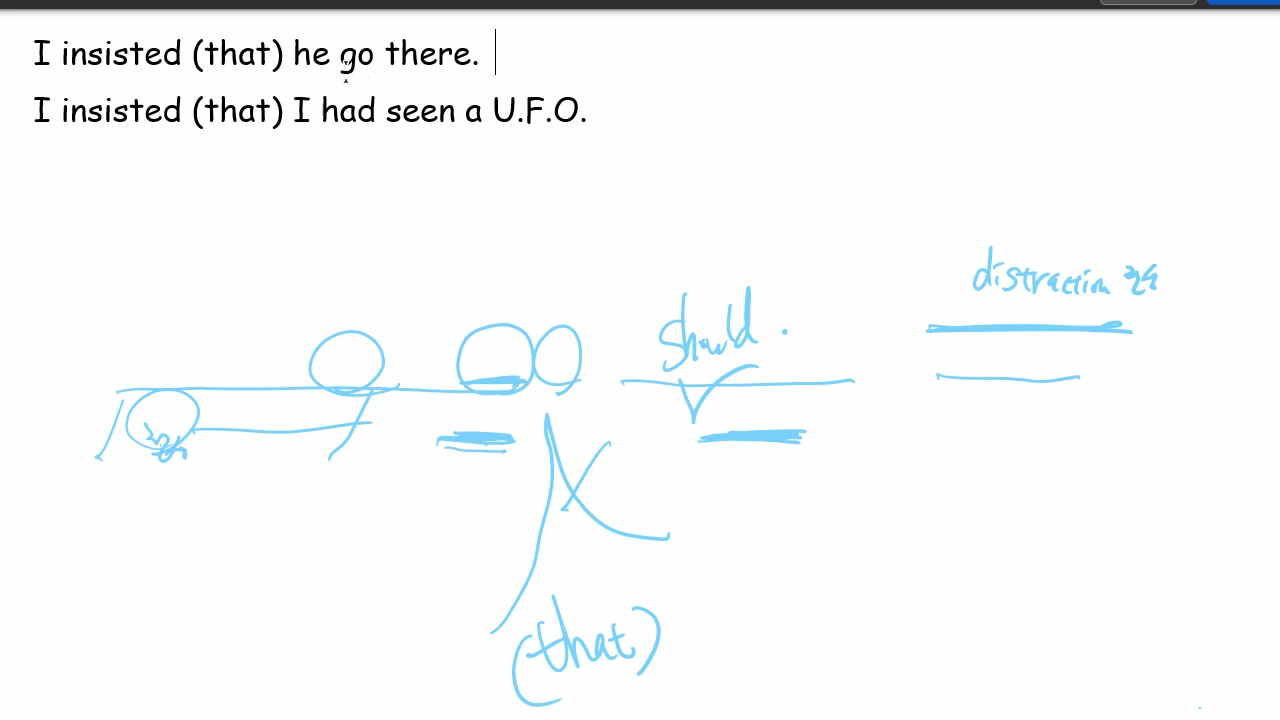 I insisted (that) he go there.
I insisted (that) I had seen a U.F.O.
distraction
should .
(that)